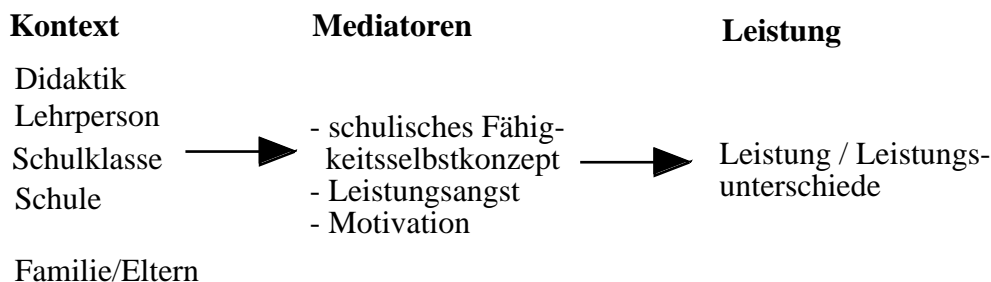 Kontext
Didaktik
Lehrperson
Schulklasse
Schule
Familie/Eltern
Mediatoren
- schulisches Fähig-
keitsselbstkonzept
- Leistungsangst
- Motivation
Leistung
Leistung / Leistungs-
unterschiede